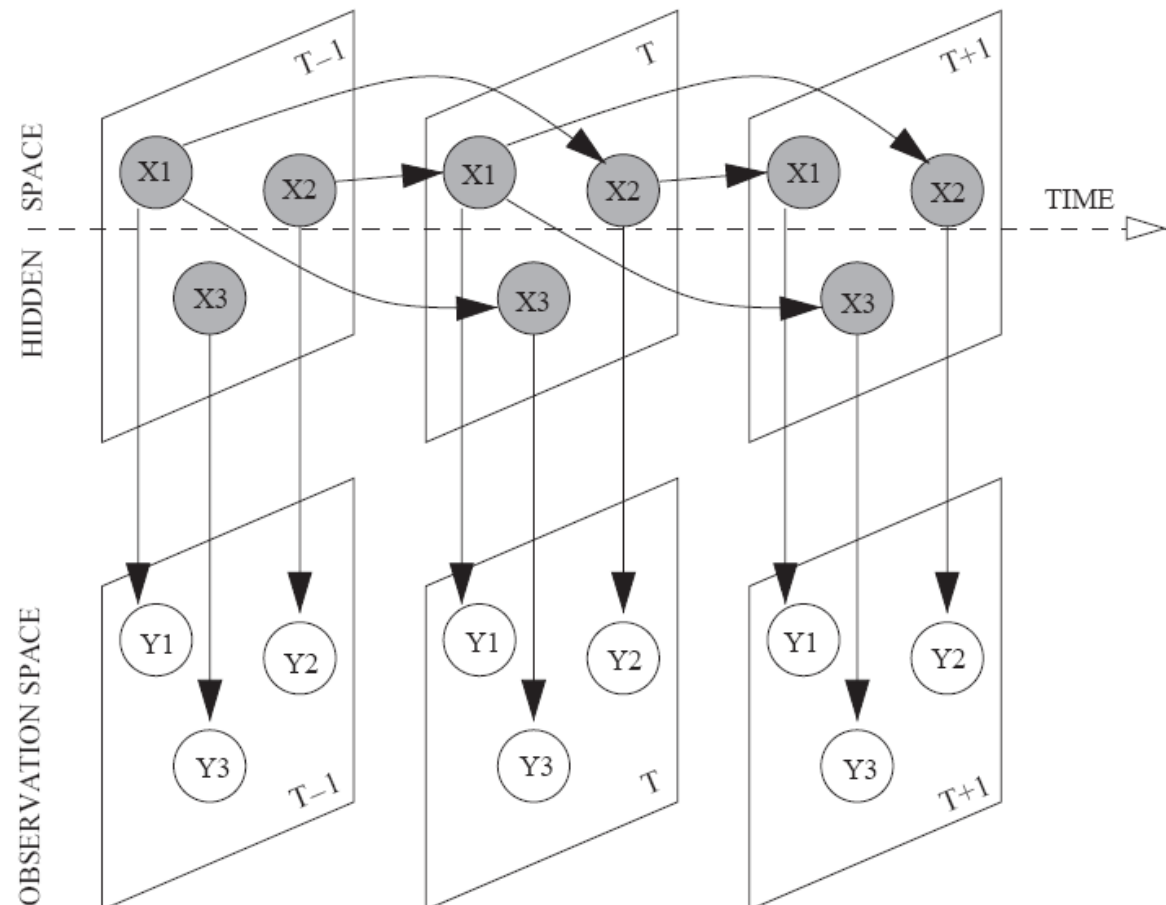 T−1
T
T+1
HIDDEN SPACE
X1
X2
X3
X1
X2
X3
X1
X2
X3
TIME
OBSERVATION SPACE
Y1
Y2
Y3
T−1
Y1
Y2
Y3
T
Y1
Y2
Y3
T+1